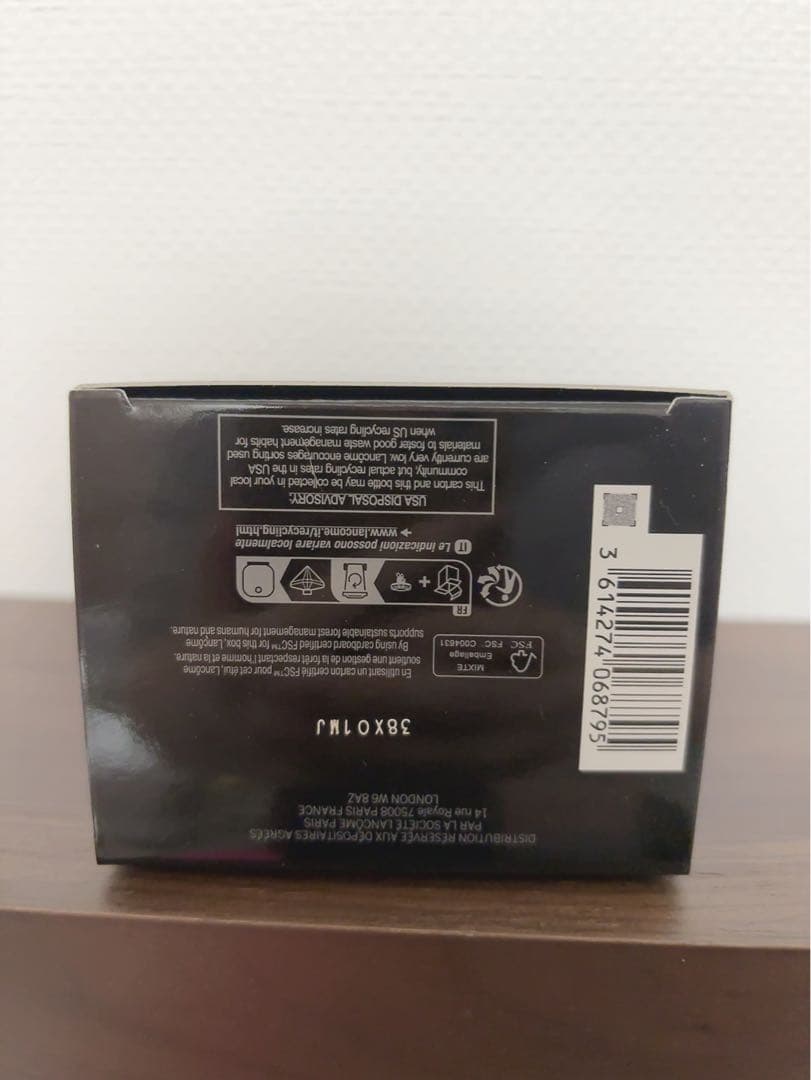 DISTRIBUTION RÉSERVÉE AUX DÉPOSITAIRES AGRÉÉS
PAR LA SOCIÉTÉ LANCÔME PARIS
14 rue Royale 75008 PARIS FRANCE
LONDON W6 8AZ
38X01MJ
En utilisant un carton certifié FSC™ pour cet étui, Lancôme
soutient une gestion de la forêt respectant l'homme et la nature.
By using cardboard certified FSC™ for this box, Lancôme
supports sustainable forest management for humans and nature.
MIXTE
Emballage
FSC FSC® C004631
FR
+
IT Le indicazioni possono variare localmente
➔ www.lancome.it/recycling.html
USA DISPOSAL ADVISORY:
This carton and this bottle may be collected in your local
community, but actual recycling rates in the USA
are currently very low. Lancôme encourages sorting used
materials to foster good waste management habits for
when US recycling rates increase.
3 614274 068795